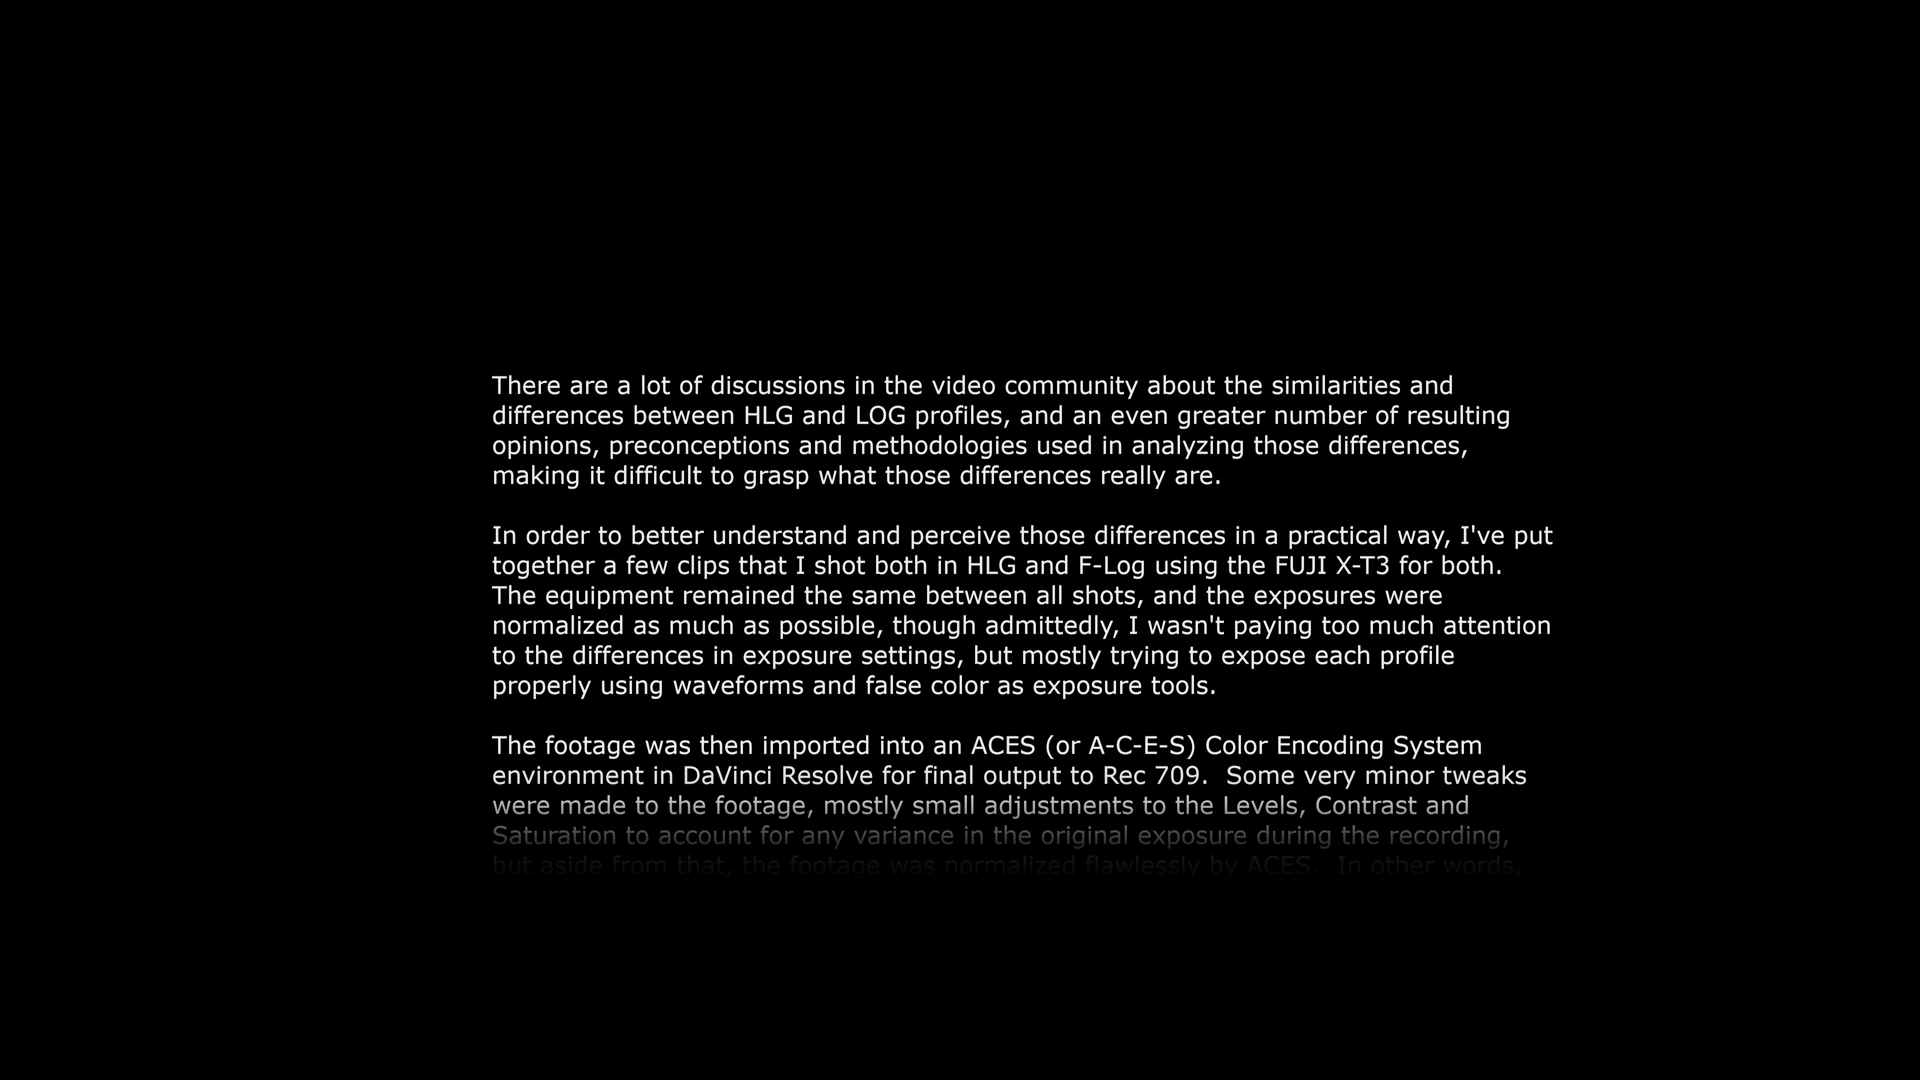 There are a lot of discussions in the video community about the similarities and
differences between HLG and LOG profiles, and an even greater number of resulting
opinions, preconceptions and methodologies used in analyzing those differences,
making it difficult to grasp what those differences really are.
In order to better understand and perceive those differences in a practical way, I've put
together a few clips that I shot both in HLG and F-Log using the FUJI X-T3 for both.
The equipment remained the same between all shots, and the exposures were
normalized as much as possible, though admittedly, I wasn't paying too much attention
to the differences in exposure settings, but mostly trying to expose each profile
properly using waveforms and false color as exposure tools.
The footage was then imported into an ACES (or A-C-E-S) Color Encoding System
environment in DaVinci Resolve for final output to Rec 709.  Some very minor tweaks
were made to the footage, mostly small adjustments to the Levels, Contrast and
Saturation to account for any variance in the original exposure during the recording,
but aside from that, the footage was normalized flawlessly by ACES.  In other words,